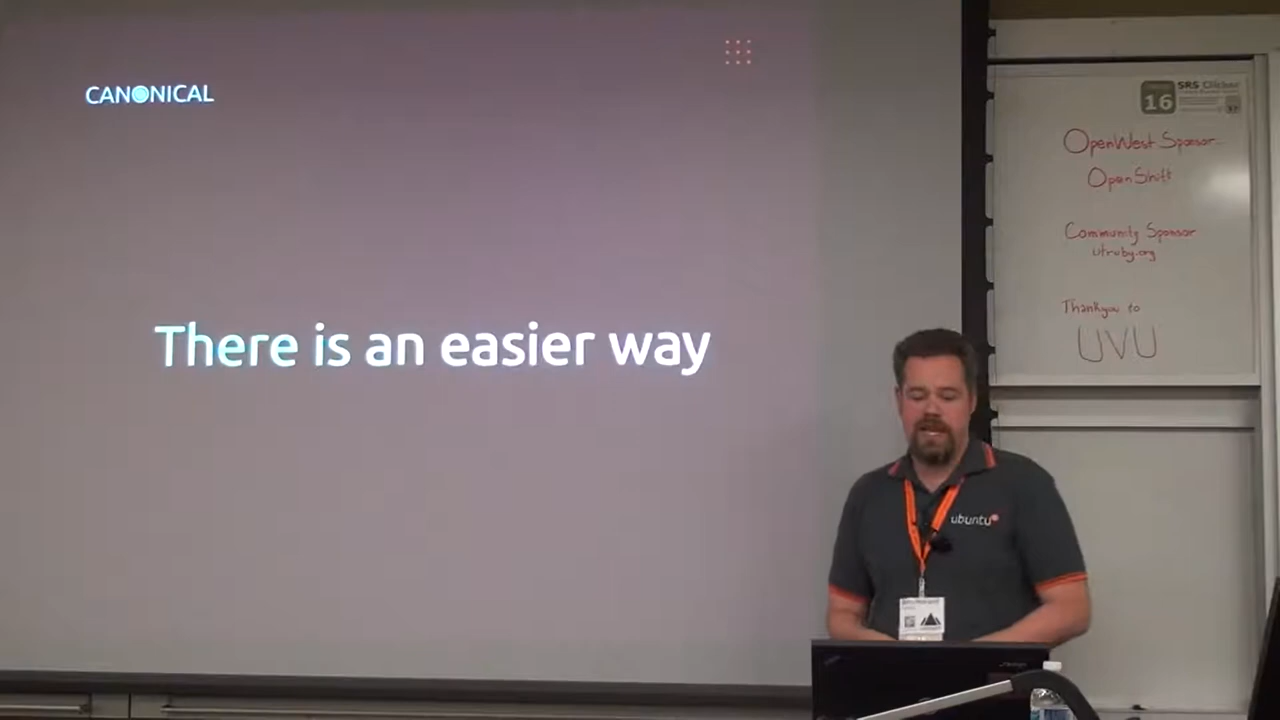 CANONICAL
There is an easier way
16
SRS Clicker
OpenWest Sponsor
OpenShift
Community Sponsor
utruby.org
Thankyou to
UVU
ubuntu